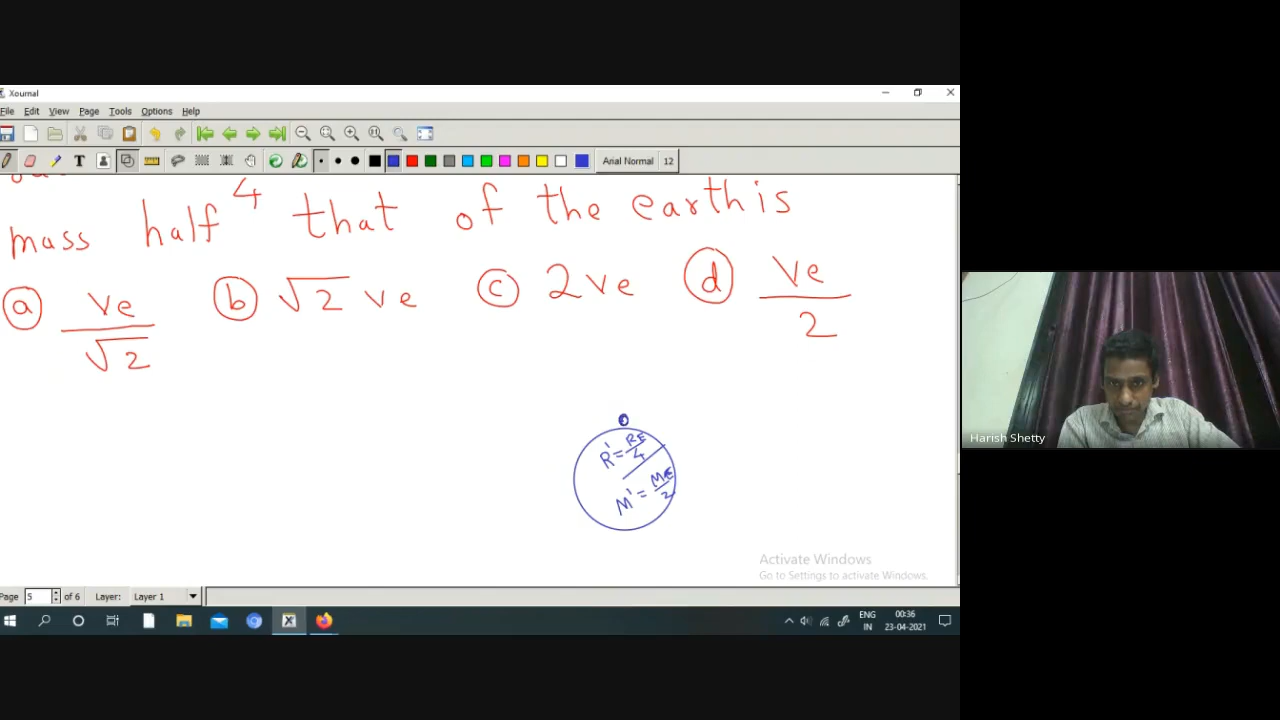 Xournal
File Edit View Page Tools Options Help
T Arial Normal 12
4
mass half that of the earth is
a ve/√2 b √2 ve c 2 ve d ve/2
R' = RE/4
M' = ME/2
Harish Shetty
Activate Windows
Go to Settings to activate Windows.
Page 5 of 6 Layer: Layer 1
ENG 00:36
IN 23-04-2021